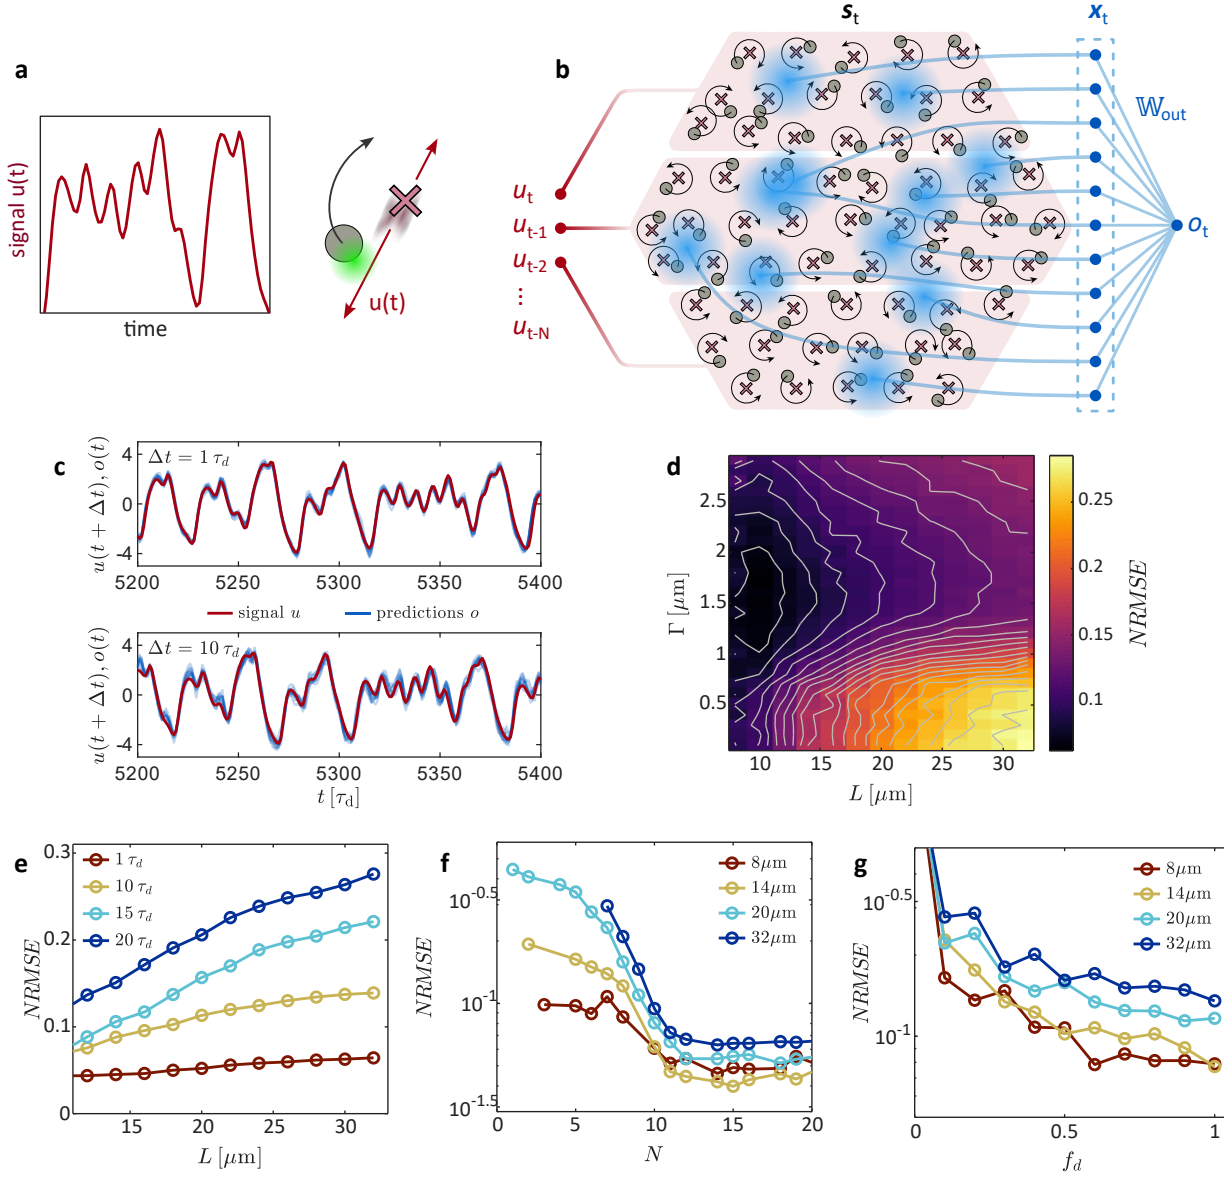 a
signal u(t)
time
u(t)
b
s_t
x_t
𝕎_out
u_t
u_t-1
u_t-2
⋮
u_t-N
o_t
c
u(t + Δt), o(t)
Δt = 1 τ_d
4
0
-4
5200
5250
5300
5350
5400
signal u
predictions o
u(t + Δt), o(t)
Δt = 10 τ_d
4
0
-4
5200
5250
5300
5350
5400
t [τ_d]
d
Γ [μm]
2.5
2
1.5
1
0.5
10
15
20
25
30
L [μm]
0.25
0.2
0.15
0.1
NRMSE
e
NRMSE
0.3
0.2
0.1
0
1 τ_d
10 τ_d
15 τ_d
20 τ_d
15
20
25
30
L [μm]
f
NRMSE
10^-0.5
10^-1
10^-1.5
8μm
14μm
20μm
32μm
0
5
10
15
20
N
g
NRMSE
10^-0.5
10^-1
8μm
14μm
20μm
32μm
0
0.5
1
f_d